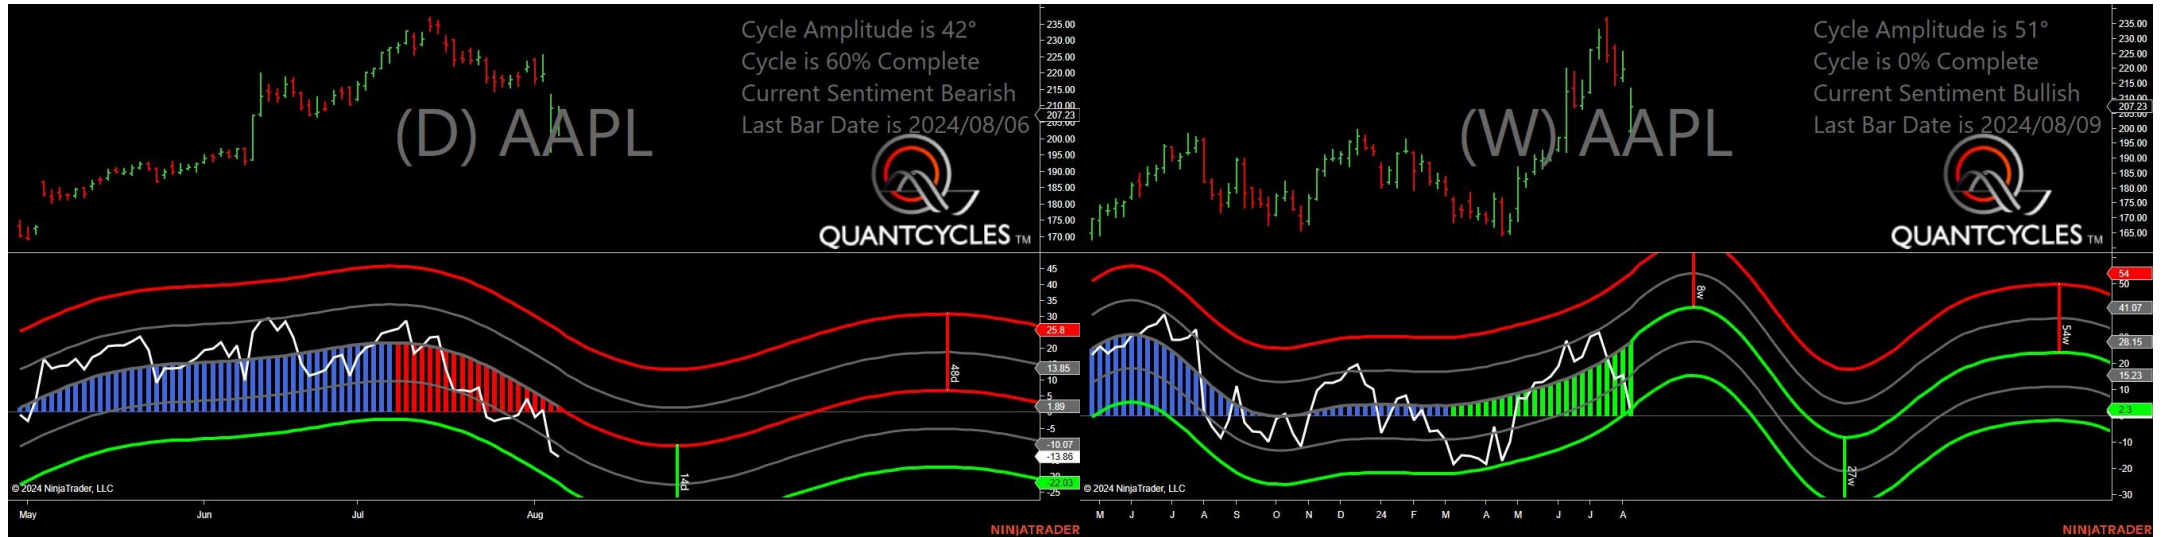 Cycle Amplitude is 42°
Cycle is 60% Complete
Current Sentiment Bearish
Last Bar Date is 2024/08/06
(D) AAPL
QUANTCYCLES TM
235.00
230.00
225.00
220.00
215.00
210.00
207.23
205.00
200.00
195.00
190.00
185.00
180.00
175.00
170.00
45
40
35
30
25.8
20
13.85
10
1.89
-5
-10.07
-13.86
-22.03
-25
48d
14d
© 2024 NinjaTrader, LLC
May Jun Jul Aug
NINJATRADER
Cycle Amplitude is 51°
Cycle is 0% Complete
Current Sentiment Bullish
Last Bar Date is 2024/08/09
(W) AAPL
QUANTCYCLES TM
235.00
230.00
225.00
220.00
215.00
210.00
207.23
205.00
200.00
195.00
190.00
185.00
180.00
175.00
170.00
165.00
54
50
41.07
28.15
20
15.23
10
2.3
-10
-20
-30
8w
27w
54w
© 2024 NinjaTrader, LLC
M J J A S O N D 24 F M A M J J A
NINJATRADER